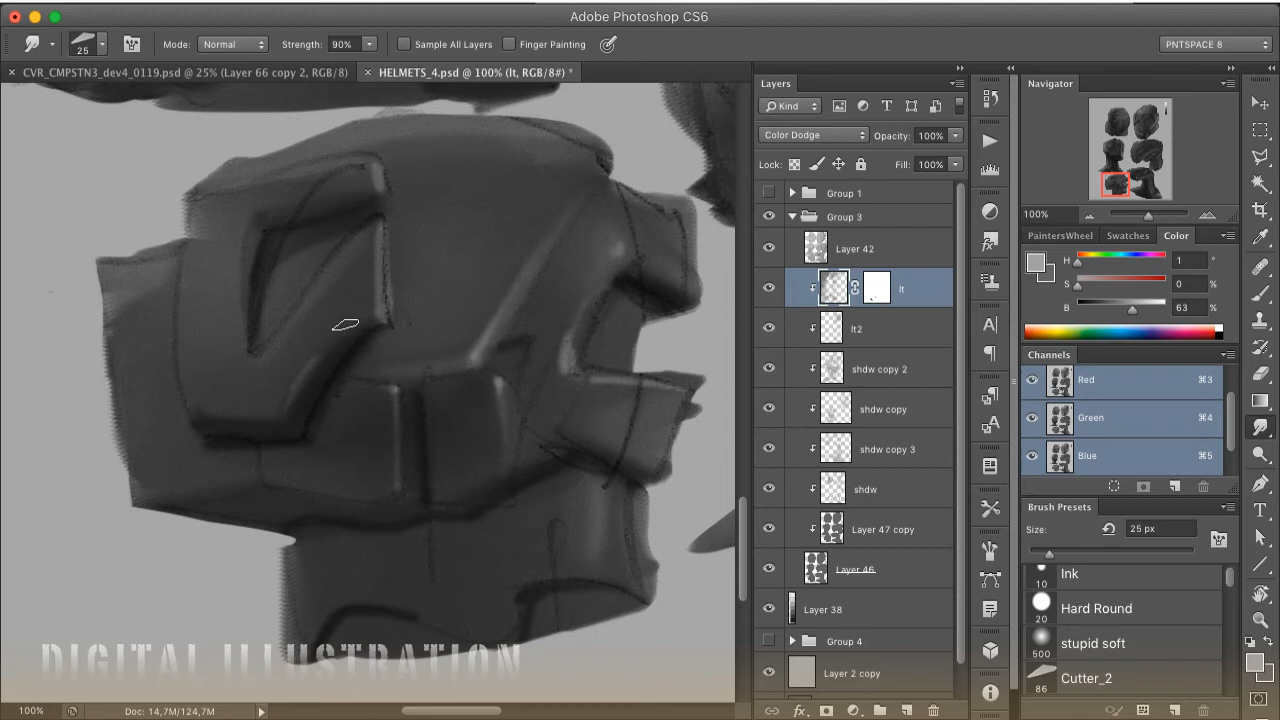 Adobe Photoshop CS6
25
Mode: Normal
Strength: 90%
Sample All Layers
Finger Painting
PNTSPACE 8
CVR_CMPSTN3_dev4_0119.psd @ 25% (Layer 66 copy 2, RGB/8)
HELMETS_4.psd @ 100% (lt, RGB/8#) *
Layers
Kind
Color Dodge
Opacity: 100%
Lock:
Fill: 100%
Group 1
Group 3
Layer 42
lt
lt2
shdw copy 2
shdw copy
shdw copy 3
shdw
Layer 47 copy
Layer 46
Layer 38
Group 4
Layer 2 copy
Navigator
100%
PaintersWheel
Swatches
Color
H
1
°
S
0
%
B
63
%
Channels
Red
⌘3
Green
⌘4
Blue
⌘5
Brush Presets
Size:
25 px
Ink
10
Hard Round
20
stupid soft
500
Cutter_2
86
DIGITAL ILLUSTRATION
100%
Doc: 14,7M/124,7M